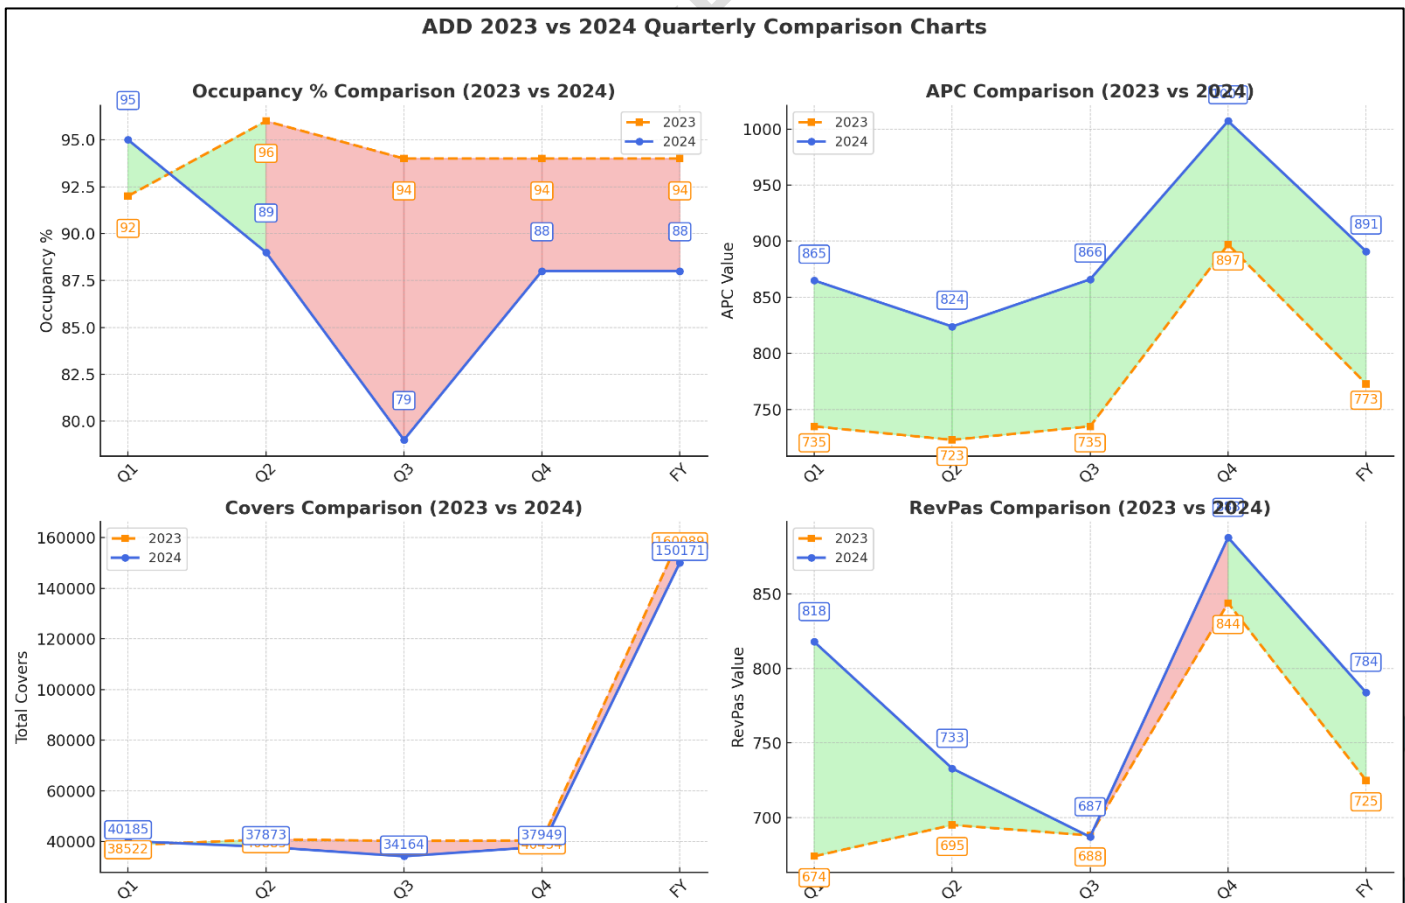 ADD 2023 vs 2024 Quarterly Comparison Charts
Occupancy % Comparison (2023 vs 2024)
2023
2024
Occupancy %
95.0
92.5
90.0
87.5
85.0
82.5
80.0
95
92
96
89
94
79
94
88
94
88
Q1
Q2
Q3
Q4
FY
APC Comparison (2023 vs 2024)
2023
2024
APC Value
1000
950
900
850
800
750
865
735
824
723
866
735
897
891
773
Q1
Q2
Q3
Q4
FY
Covers Comparison (2023 vs 2024)
2023
2024
Total Covers
160000
140000
120000
100000
80000
60000
40000
40185
38522
37873
34164
37949
160089
150171
Q1
Q2
Q3
Q4
FY
RevPas Comparison (2023 vs 2024)
2023
2024
RevPas Value
850
800
750
700
818
674
733
695
687
688
844
784
725
Q1
Q2
Q3
Q4
FY